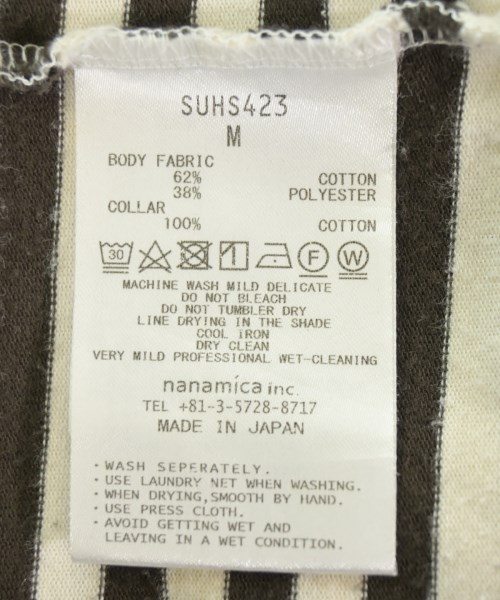 SUHS423
M
BODY FABRIC
62% COTTON
38% POLYESTER
COLLAR
100% COTTON
30 F W
MACHINE WASH MILD DELICATE
DO NOT BLEACH
DO NOT TUMBLER DRY
LINE DRYING IN THE SHADE
COOL IRON
DRY CLEAN
VERY MILD PROFESSIONAL WET-CLEANING
nanamica inc.
TEL +81-3-5728-8717
MADE IN JAPAN
・WASH SEPERATELY.
・USE LAUNDRY NET WHEN WASHING.
・WHEN DRYING,SMOOTH BY HAND.
・USE PRESS CLOTH.
・AVOID GETTING WET AND
LEAVING IN A WET CONDITION.